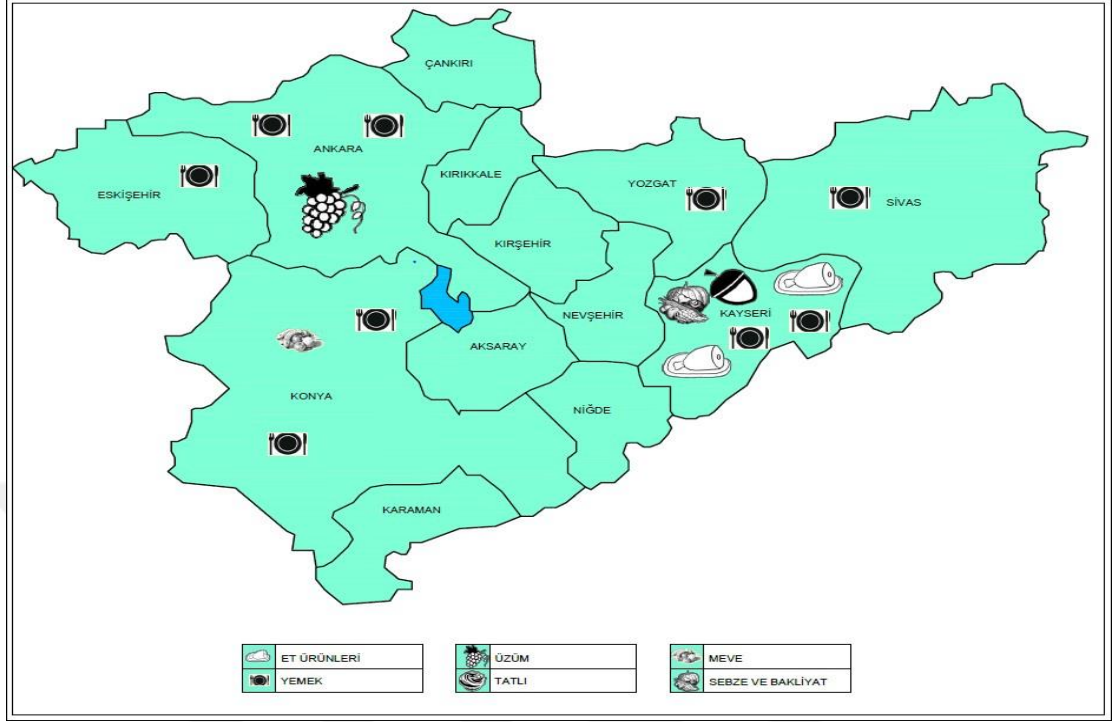 ÇANKIRI
ANKARA
KIRIKKALE
YOZGAT
ESKİŞEHİR
SİVAS
KIRŞEHİR
NEVŞEHİR
KAYSERİ
AKSARAY
KONYA
NİĞDE
KARAMAN
ET ÜRÜNLERİ
ÜZÜM
MEVE
YEMEK
TATLI
SEBZE VE BAKLİYAT